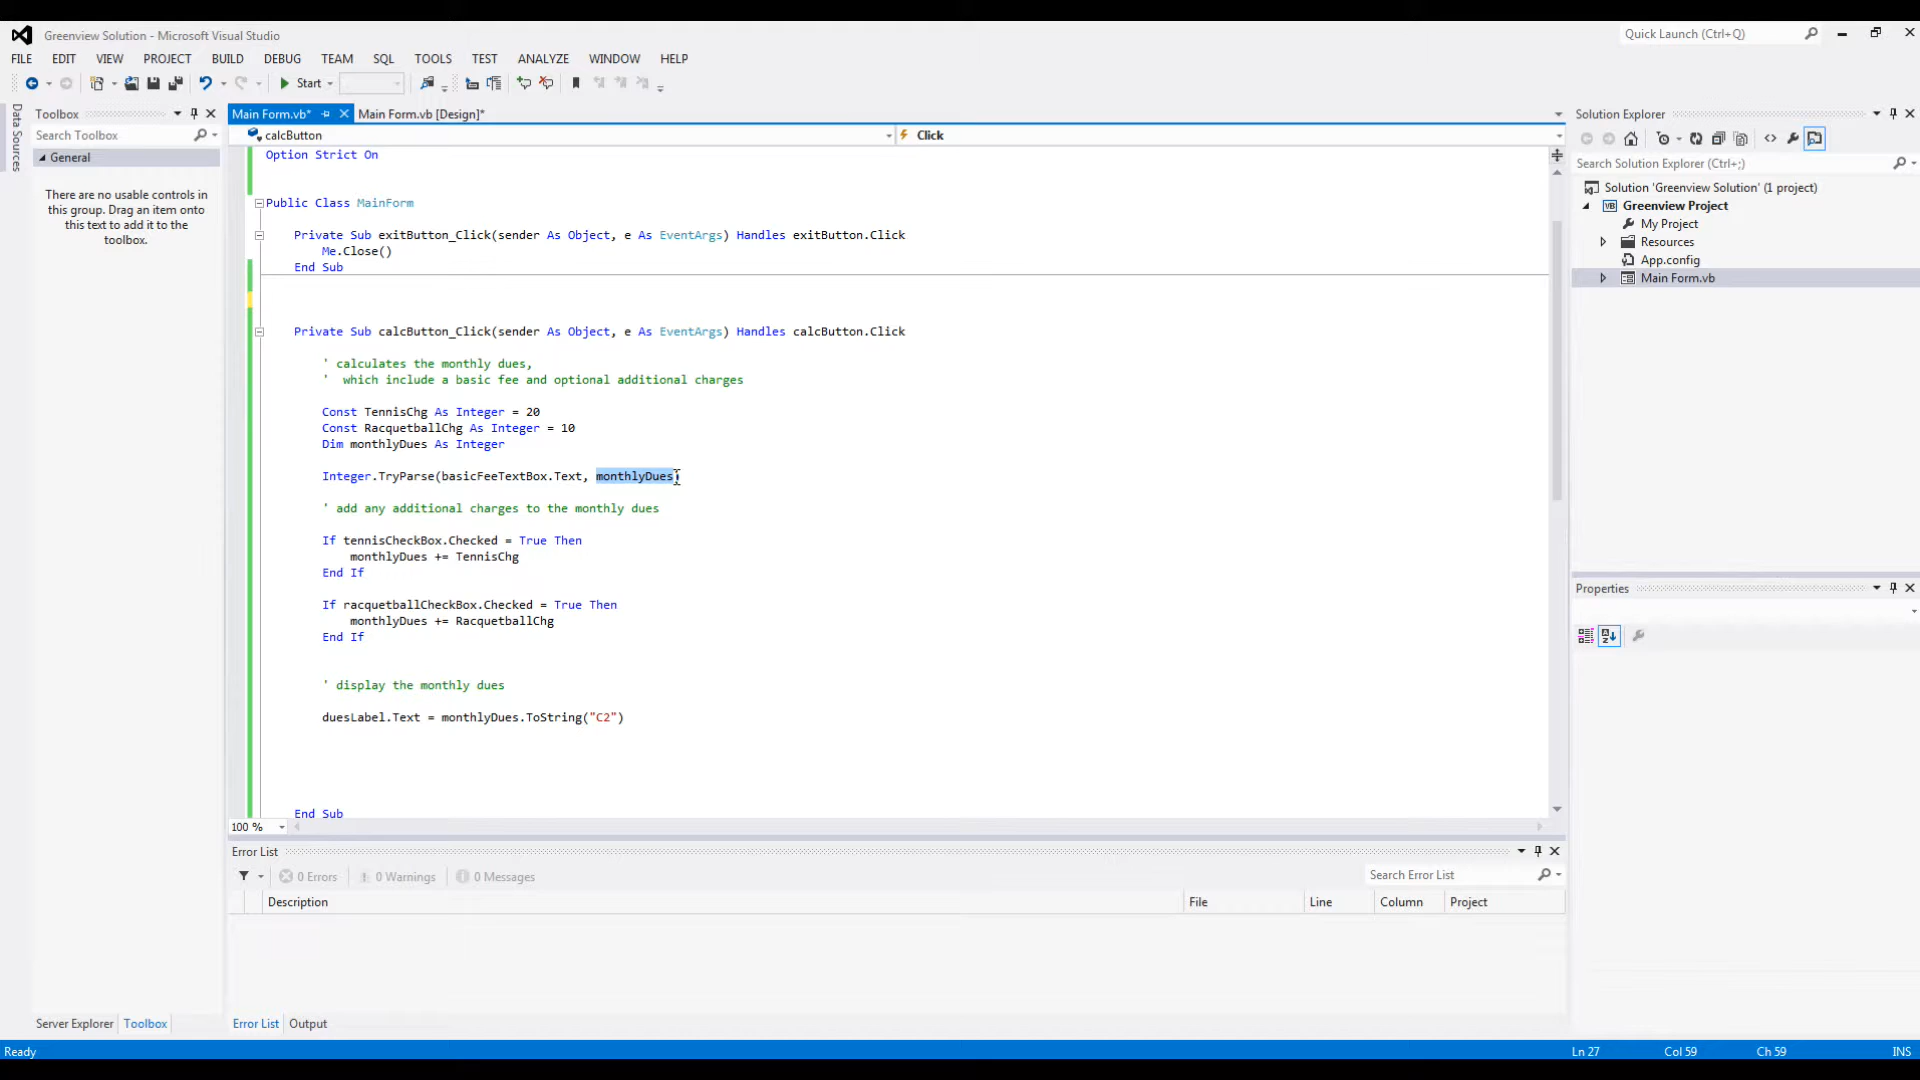 Greenview Solution - Microsoft Visual Studio
Quick Launch (Ctrl+Q)
FILE EDIT VIEW PROJECT BUILD DEBUG TEAM SQL TOOLS TEST ANALYZE WINDOW HELP
Start
Data Sources
Toolbox
Search Toolbox
General
There are no usable controls in
this group. Drag an item onto
this text to add it to the
toolbox.
Server Explorer Toolbox
Main Form.vb* Main Form.vb [Design]*
calcButton Click
Option Strict On
Public Class MainForm
Private Sub exitButton_Click(sender As Object, e As EventArgs) Handles exitButton.Click
Me.Close()
End Sub
Private Sub calcButton_Click(sender As Object, e As EventArgs) Handles calcButton.Click
' calculates the monthly dues,
' which include a basic fee and optional additional charges
Const TennisChg As Integer = 20
Const RacquetballChg As Integer = 10
Dim monthlyDues As Integer
Integer.TryParse(basicFeeTextBox.Text, monthlyDues)
' add any additional charges to the monthly dues
If tennisCheckBox.Checked = True Then
monthlyDues += TennisChg
End If
If racquetballCheckBox.Checked = True Then
monthlyDues += RacquetballChg
End If
' display the monthly dues
duesLabel.Text = monthlyDues.ToString("C2")
End Sub
100 %
Error List
0 Errors 0 Warnings 0 Messages
Search Error List
Description File Line Column Project
Error List Output
Solution Explorer
Search Solution Explorer (Ctrl+;)
Solution 'Greenview Solution' (1 project)
VB Greenview Project
My Project
Resources
App.config
Main Form.vb
Properties
Ready Ln 27 Col 59 Ch 59 INS